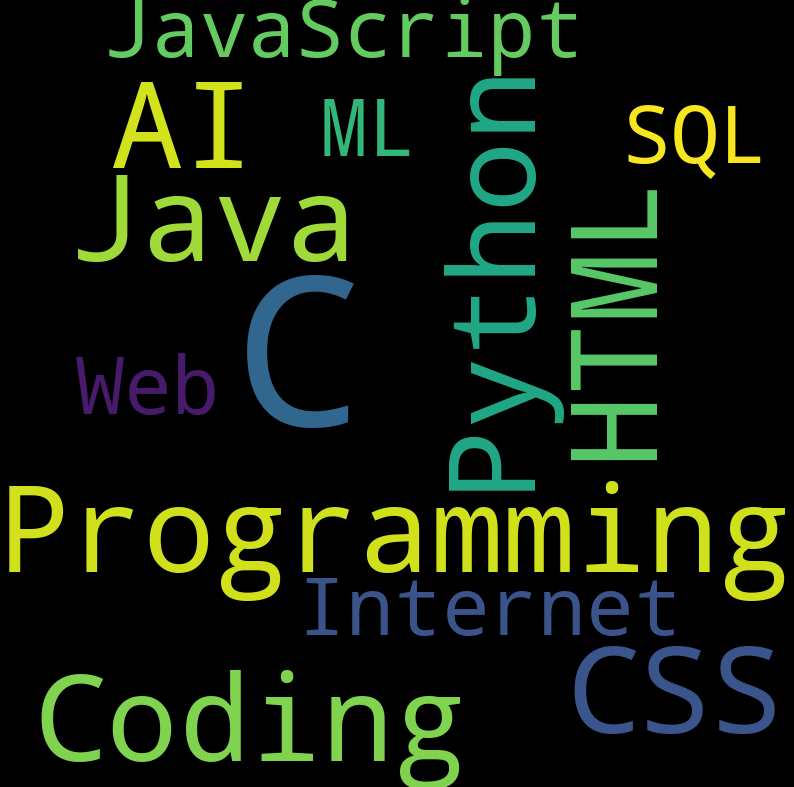 JavaScript
AI
ML
SQL
Java
Python
HTML
C
Web
Programming
Internet
CSS
Coding